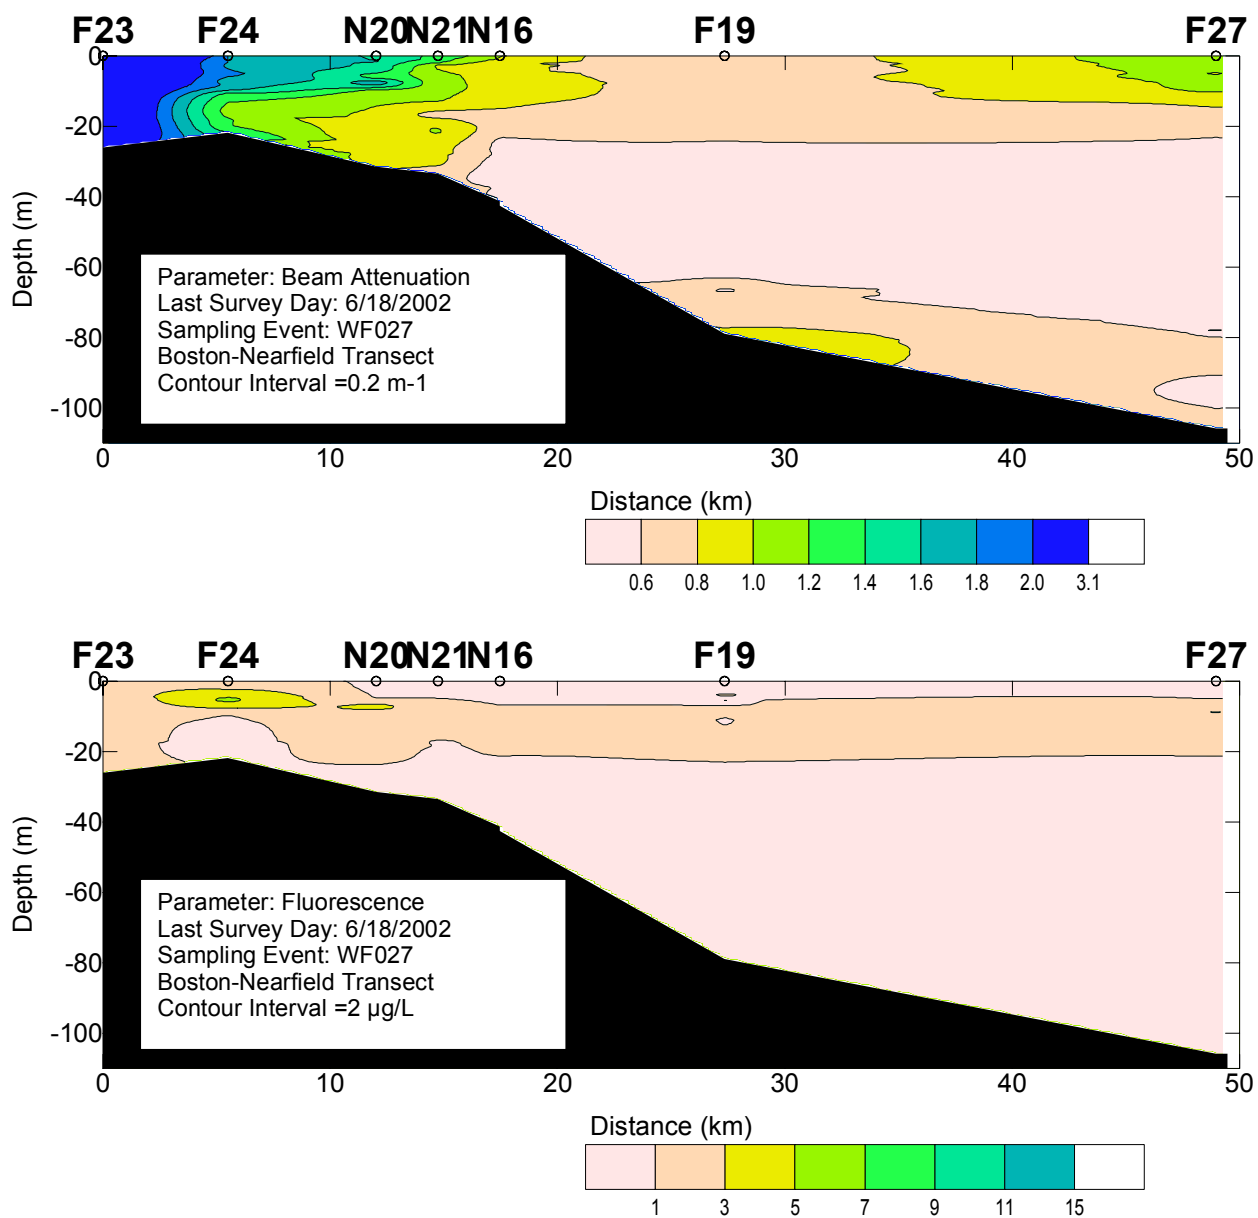 F23 F24 N20 N21 N16 F19 F27
0
-20
-40
-60
-80
-100
Depth (m)
Parameter: Beam Attenuation
Last Survey Day: 6/18/2002
Sampling Event: WF027
Boston-Nearfield Transect
Contour Interval =0.2 m-1
0 10 20 30 40 50
Distance (km)
0.6 0.8 1.0 1.2 1.4 1.6 1.8 2.0 3.1
F23 F24 N20 N21 N16 F19 F27
0
-20
-40
-60
-80
-100
Depth (m)
Parameter: Fluorescence
Last Survey Day: 6/18/2002
Sampling Event: WF027
Boston-Nearfield Transect
Contour Interval =2 µg/L
0 10 20 30 40 50
Distance (km)
1 3 5 7 9 11 15